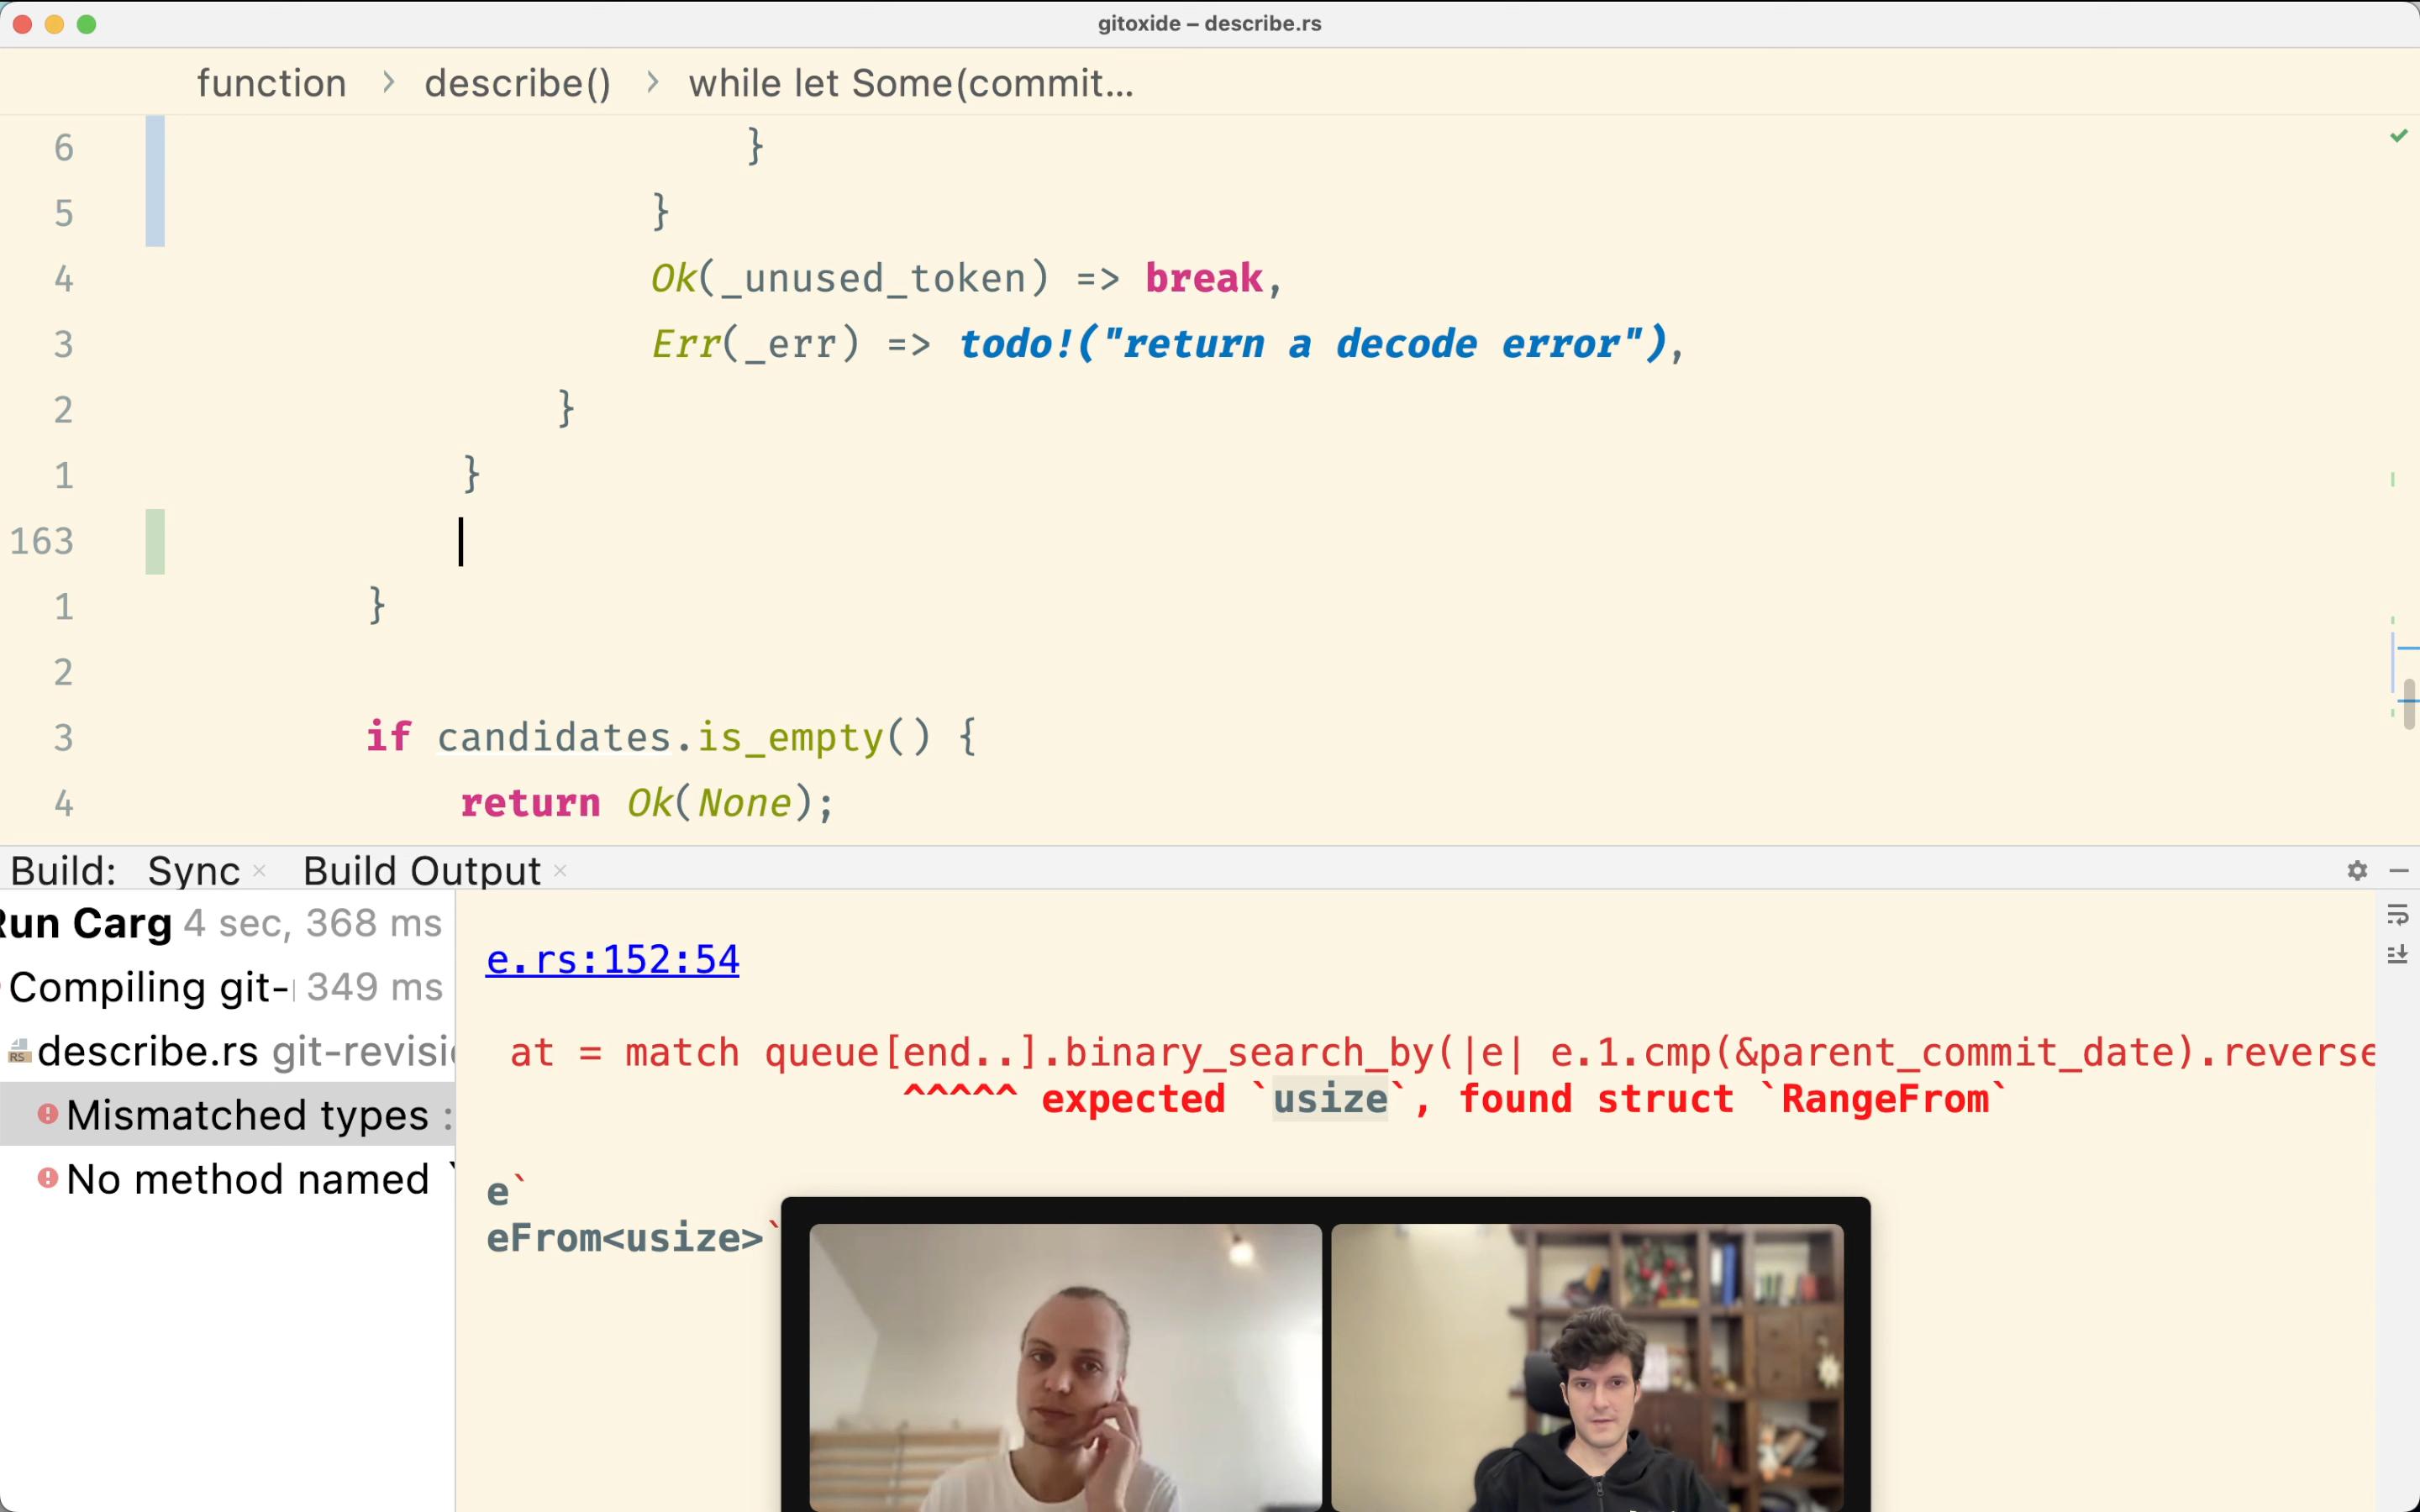 gitoxide – describe.rs
function > describe() > while let Some(commit...
6 }
5 }
4 Ok(_unused_token) => break,
3 Err(_err) => todo!("return a decode error"),
2 }
1 }
163
1 }
2
3 if candidates.is_empty() {
4 return Ok(None);
Build: Sync × Build Output ×
Run Carg 4 sec, 368 ms
Compiling git- 349 ms
describe.rs git-revisi
Mismatched types :
No method named `
e.rs:152:54
at = match queue[end..].binary_search_by(|e| e.1.cmp(&parent_commit_date).reverse
^^^^^ expected `usize`, found struct `RangeFrom`
e`
eFrom<usize>`